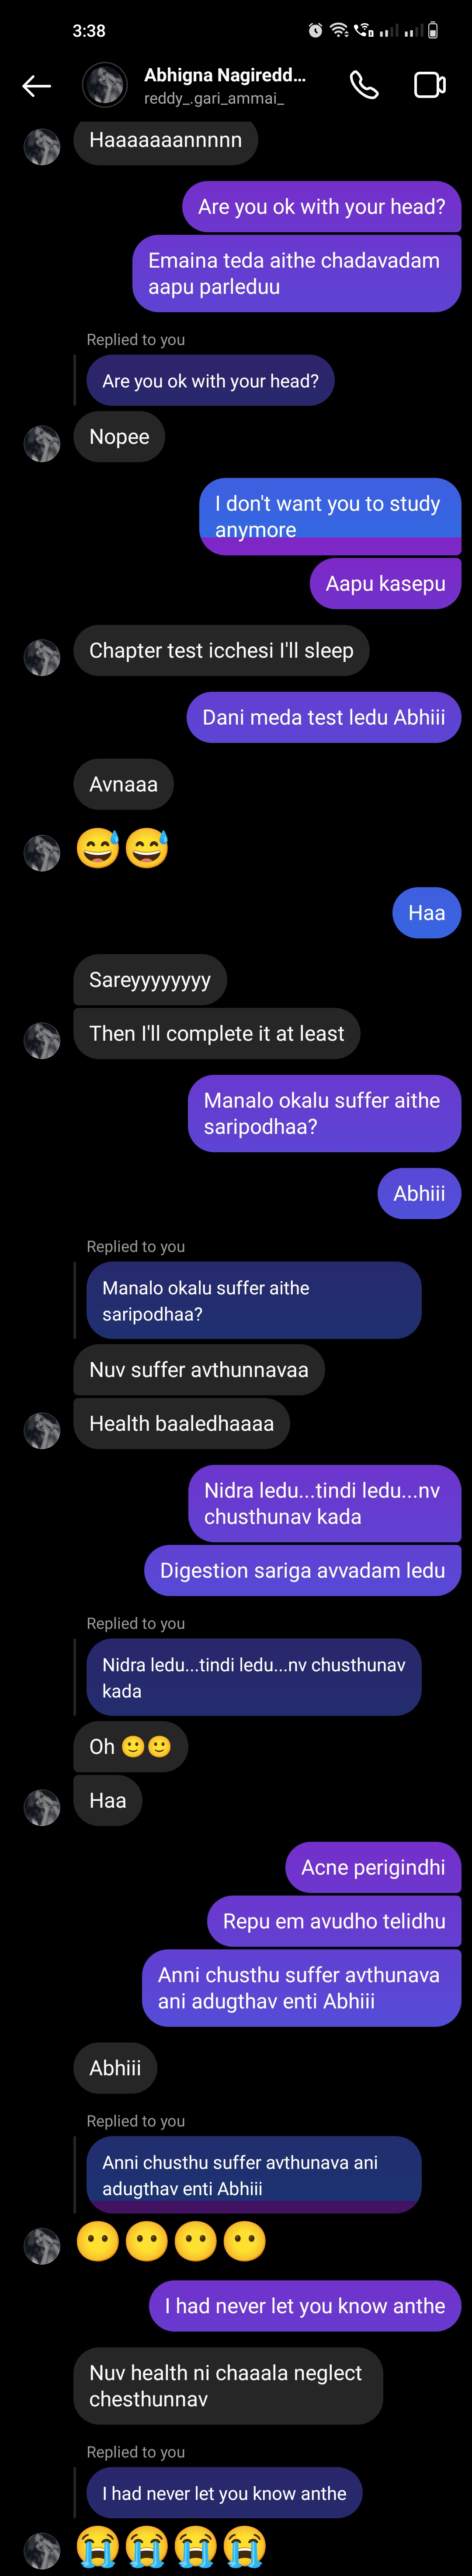 3:38
Abhigna Nagiredd...
reddy_.gari_ammai_
Haaaaaaannnnn
Are you ok with your head?
Emaina teda aithe chadavadam
aapu parleduu
Replied to you
Are you ok with your head?
Nopee
I don't want you to study
anymore
Aapu kasepu
Chapter test icchesi I'll sleep
Dani meda test ledu Abhiii
Avnaaa
😅😅
Haa
Sareyyyyyyyy
Then I'll complete it at least
Manalo okalu suffer aithe
saripodhaa?
Abhiii
Replied to you
Manalo okalu suffer aithe
saripodhaa?
Nuv suffer avthunnavaa
Health baaledhaaaa
Nidra ledu...tindi ledu...nv
chusthunav kada
Digestion sariga avvadam ledu
Replied to you
Nidra ledu...tindi ledu...nv chusthunav
kada
Oh 🙂🙂
Haa
Acne perigindhi
Repu em avudho telidhu
Anni chusthu suffer avthunava
ani adugthav enti Abhiii
Abhiii
Replied to you
Anni chusthu suffer avthunava ani
adugthav enti Abhiii
😶😶😶😶
I had never let you know anthe
Nuv health ni chaaala neglect
chesthunnav
Replied to you
I had never let you know anthe
😭😭😭😭